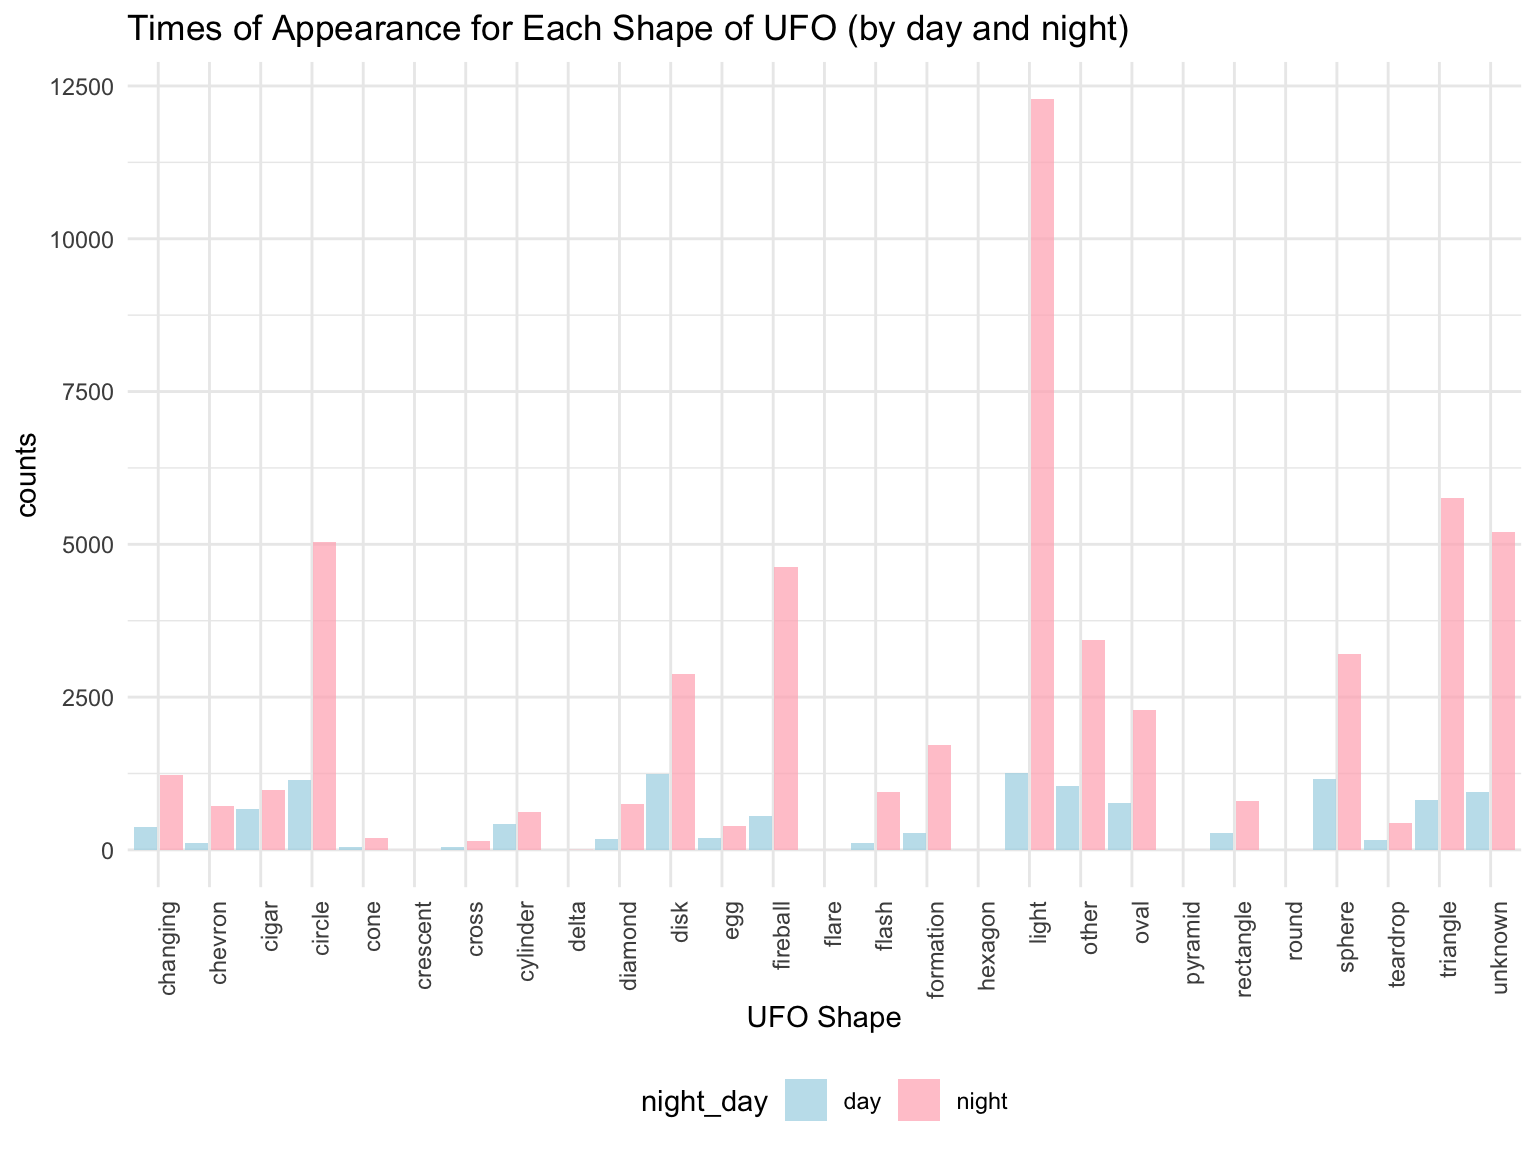 Times of Appearance for Each Shape of UFO (by day and night)
12500
10000
7500
5000
2500
0
counts
changing
chevron
cigar
circle
cone
crescent
cross
cylinder
delta
diamond
disk
egg
fireball
flare
flash
formation
hexagon
light
other
oval
pyramid
rectangle
round
sphere
teardrop
triangle
unknown
UFO Shape
night_day day night